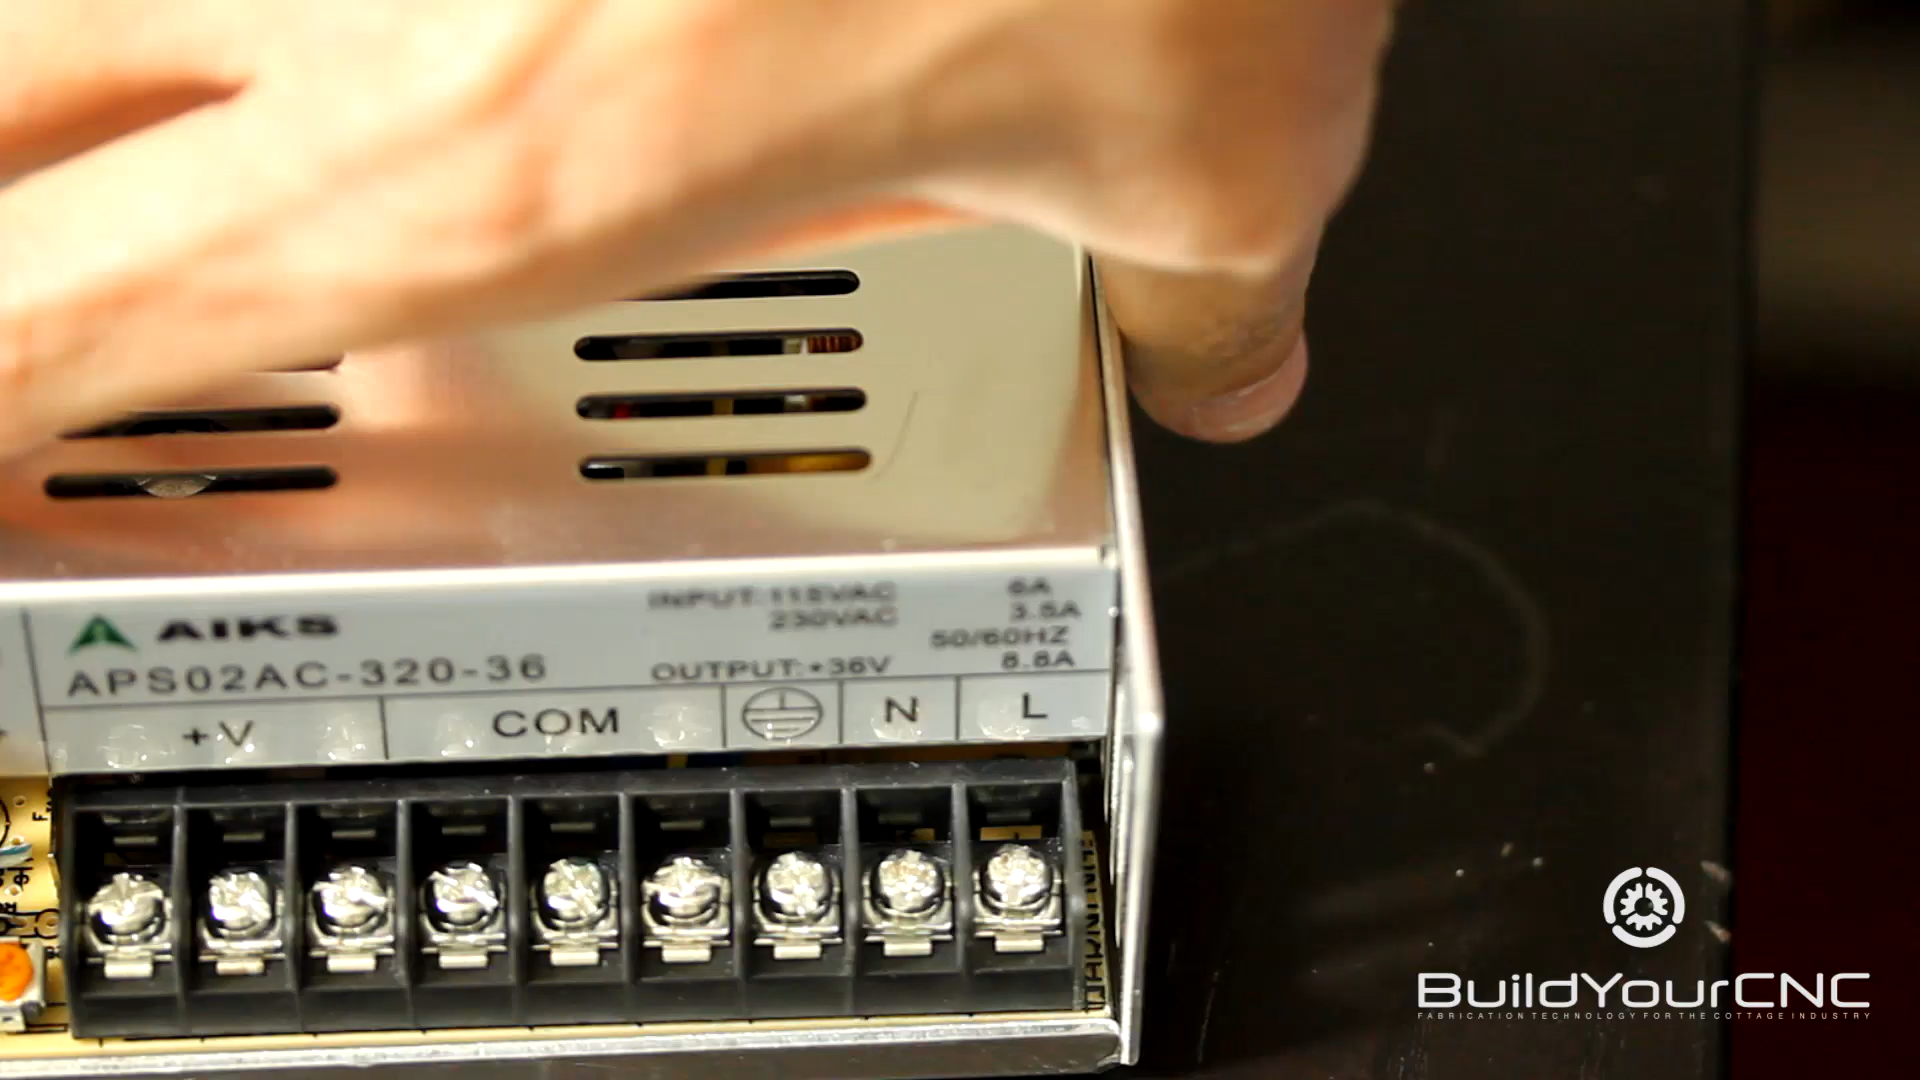 AIKS
APS02AC-320-36
INPUT:115VAC 6A
230VAC 3.5A
50/60HZ
OUTPUT:+36V 8.8A
+V COM N L
BuildYourCNC
FABRICATION TECHNOLOGY FOR THE COTTAGE INDUSTRY